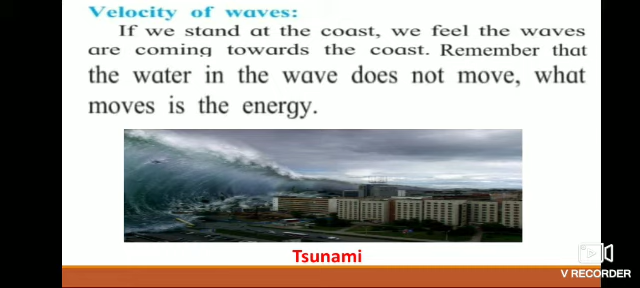 Velocity of waves:
If we stand at the coast, we feel the waves
are coming towards the coast. Remember that
the water in the wave does not move, what
moves is the energy.
Tsunami
V RECORDER